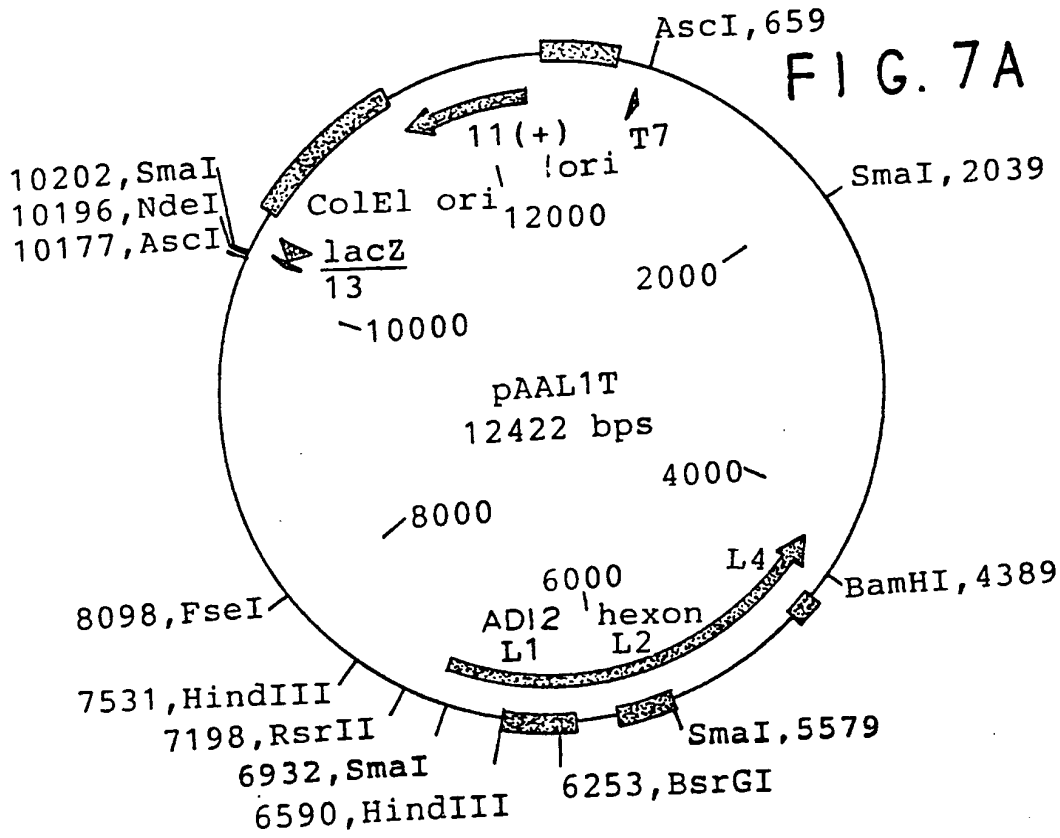 FIG. 7A
AscI,659
T7
11(+)
!ori
SmaI,2039
10202,SmaI
10196,NdeI
10177,AscI
ColEl ori
12000
lacZ
13
2000
10000
pAAL1T
12422 bps
4000
8000
L4
6000
BamHI,4389
8098,FseI
ADI2 hexon
L1 L2
7531,HindIII
7198,RsrII
SmaI,5579
6932,SmaI
6253,BsrGI
6590,HindIII